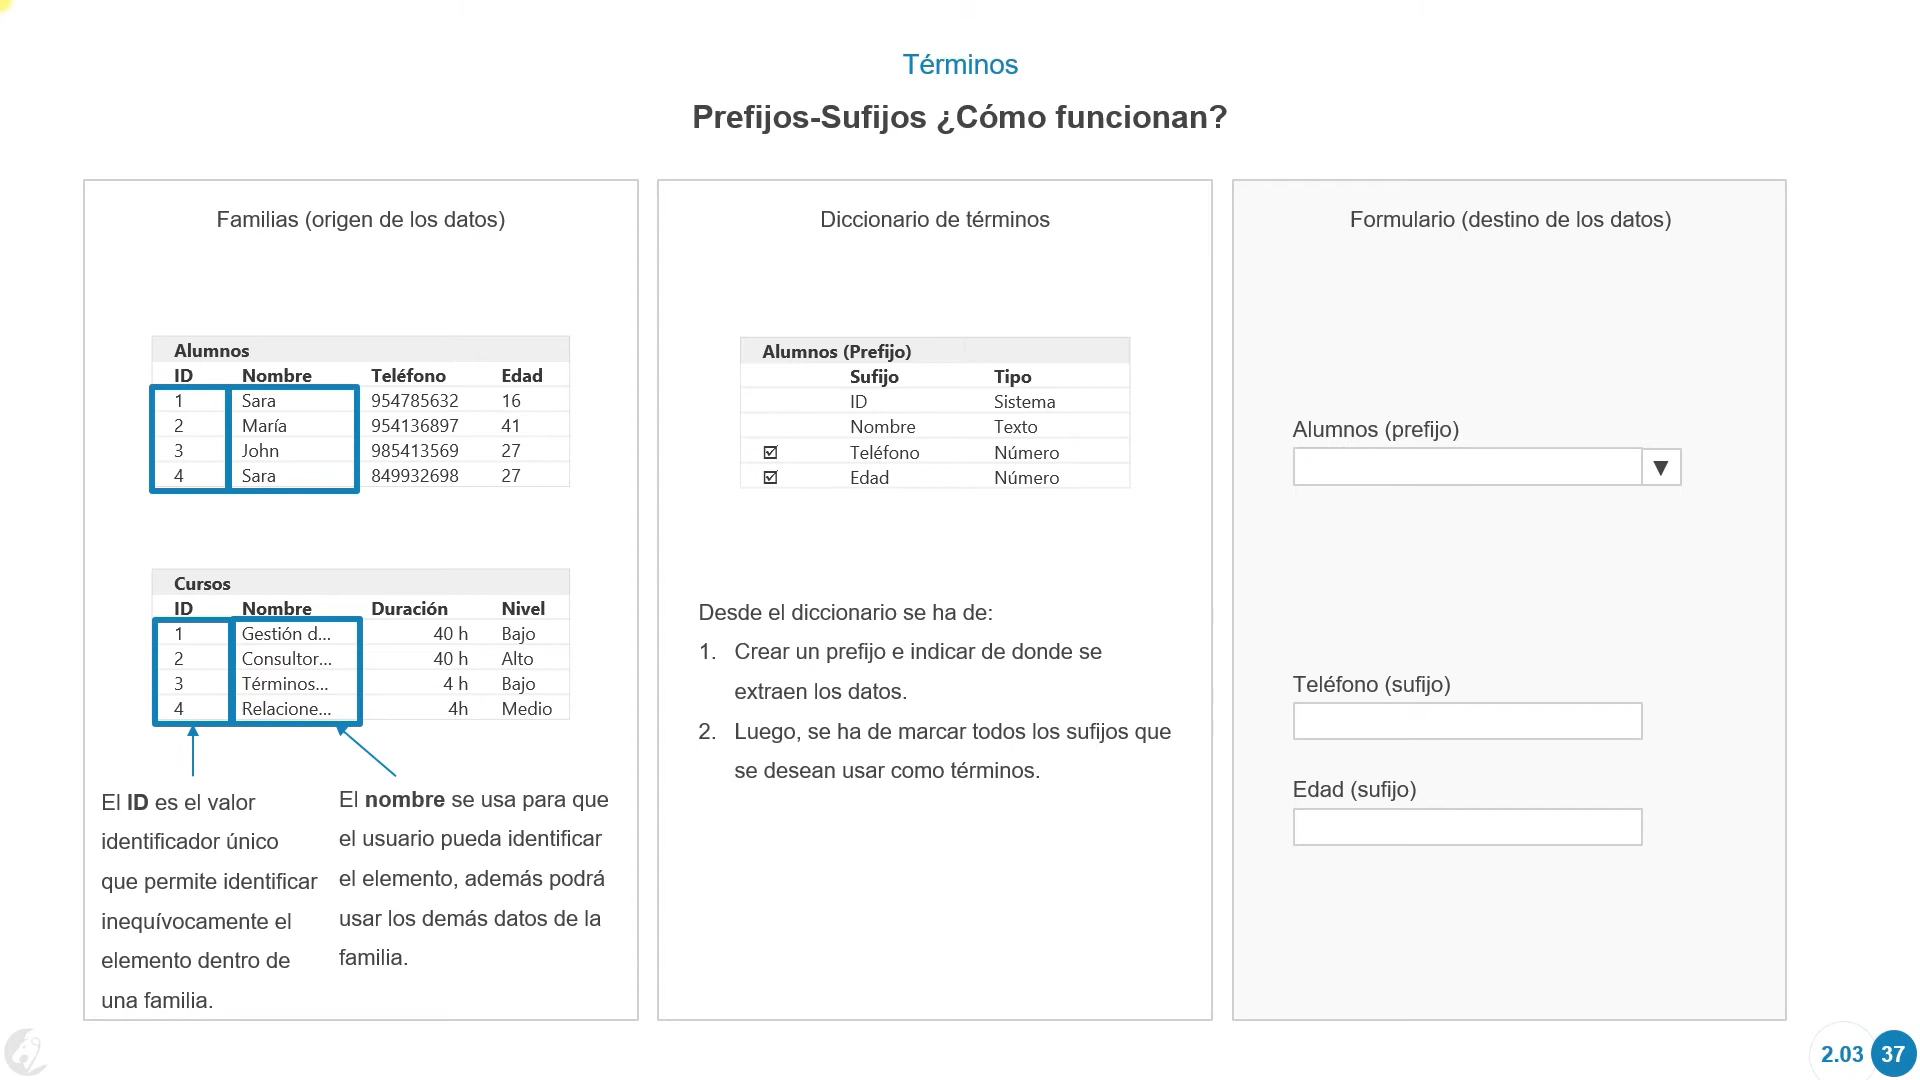 Términos
Prefijos-Sufijos ¿Cómo funcionan?
Familias (origen de los datos)
Alumnos
ID Nombre Teléfono Edad
1 Sara 954785632 16
2 María 954136897 41
3 John 985413569 27
4 Sara 849932698 27
Cursos
ID Nombre Duración Nivel
1 Gestión d... 40 h Bajo
2 Consultor... 40 h Alto
3 Términos... 4 h Bajo
4 Relacione... 4h Medio
El ID es el valor
identificador único
que permite identificar
inequívocamente el
elemento dentro de
una familia.
El nombre se usa para que
el usuario pueda identificar
el elemento, además podrá
usar los demás datos de la
familia.
Diccionario de términos
Alumnos (Prefijo)
Sufijo Tipo
ID Sistema
Nombre Texto
☑ Teléfono Número
☑ Edad Número
Desde el diccionario se ha de:
1. Crear un prefijo e indicar de donde se
extraen los datos.
2. Luego, se ha de marcar todos los sufijos que
se desean usar como términos.
Formulario (destino de los datos)
Alumnos (prefijo)
▼
Teléfono (sufijo)
Edad (sufijo)
2.03 37